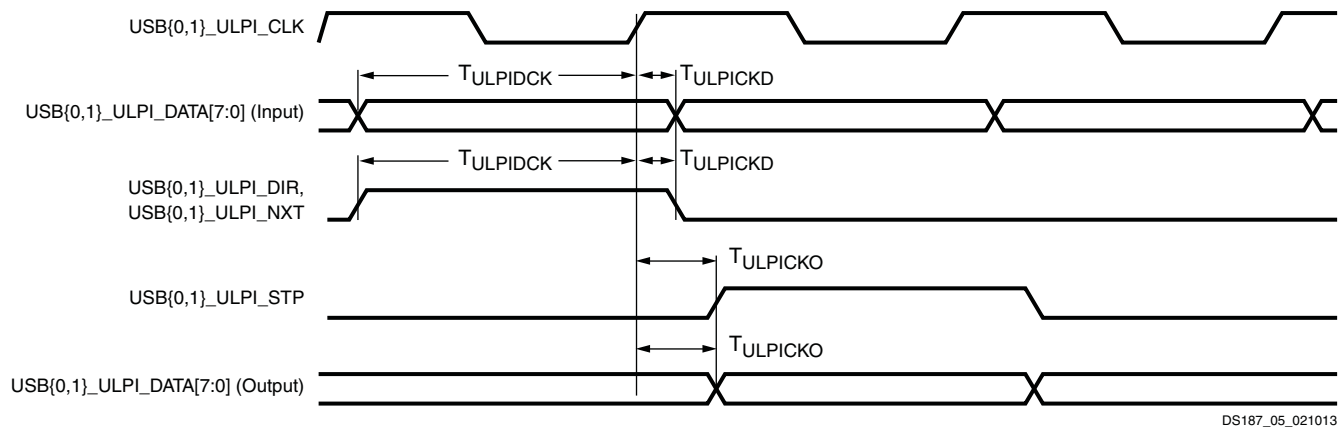 USB{0,1}_ULPI_CLK
TULPIDCK TULPICKD
USB{0,1}_ULPI_DATA[7:0] (Input)
TULPIDCK TULPICKD
USB{0,1}_ULPI_DIR,
USB{0,1}_ULPI_NXT
TULPICKO
USB{0,1}_ULPI_STP
TULPICKO
USB{0,1}_ULPI_DATA[7:0] (Output)
DS187_05_021013